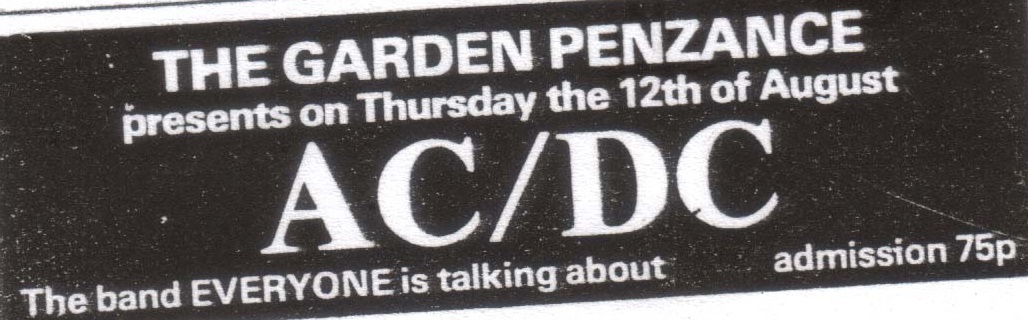 THE GARDEN PENZANCE
presents on Thursday the 12th of August
AC/DC
The band EVERYONE is talking about admission 75p